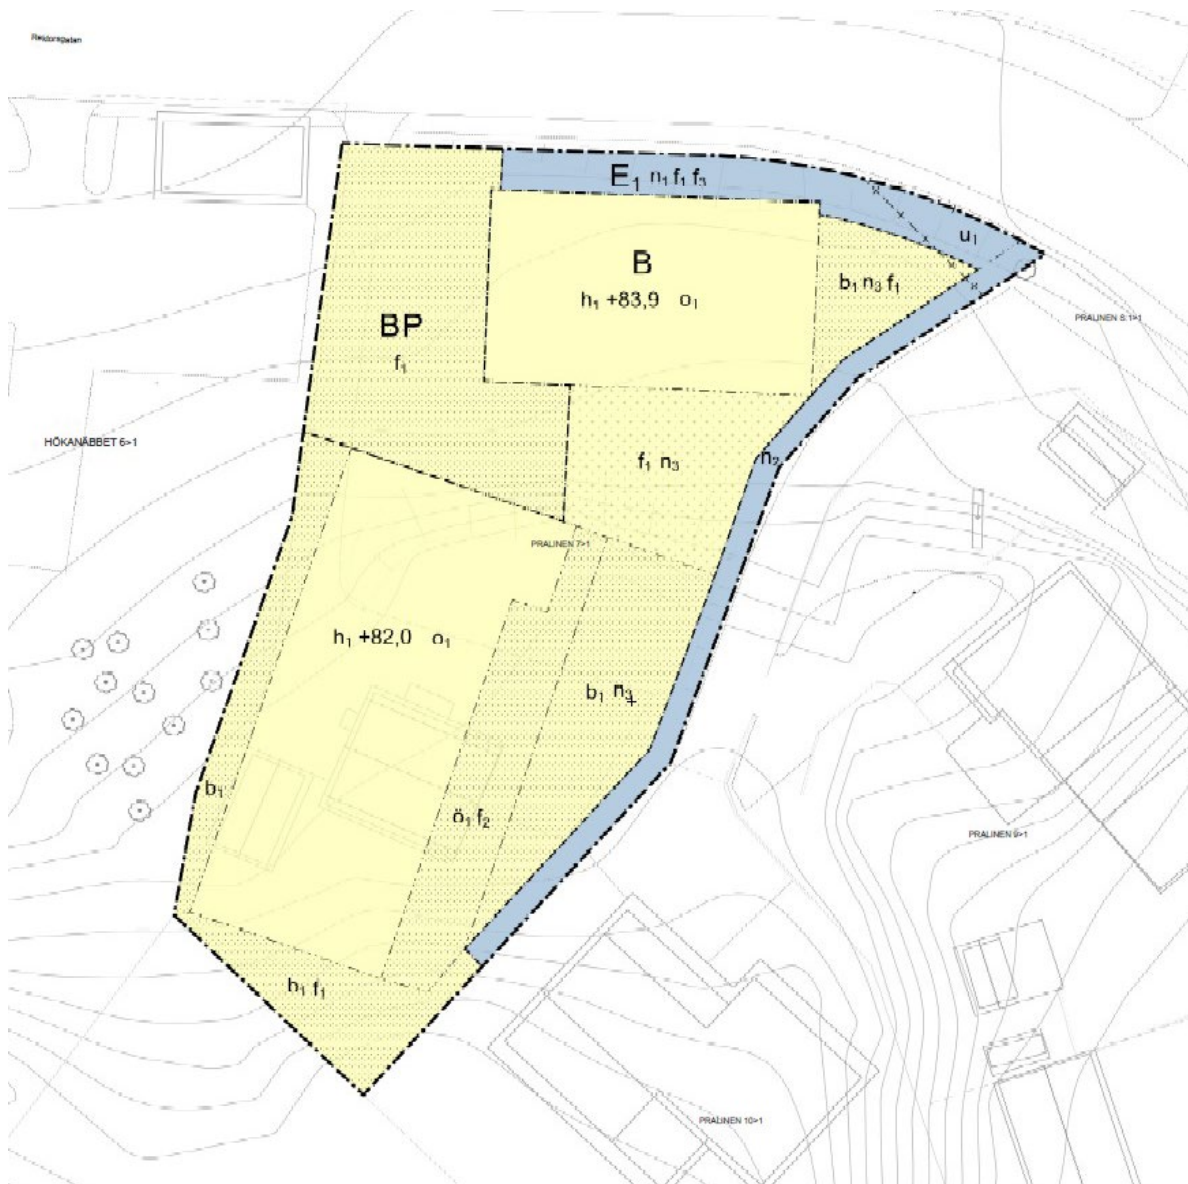 Rektorsgatan
E₁ n₁ f₁ f₃
u₁
B
h₁ +83,9 o₁
b₁ n₃ f₁
BP
f₁
PRALINEN 8:1>1
HÖKANÄBBET 6>1
f₁ n₃
n₂
PRALINEN 7>1
h₁ +82,0 o₁
b₁ n₃
b₁
ö₁ f₂
PRALINEN 9>1
b₁ f₁
PRALINEN 10>1